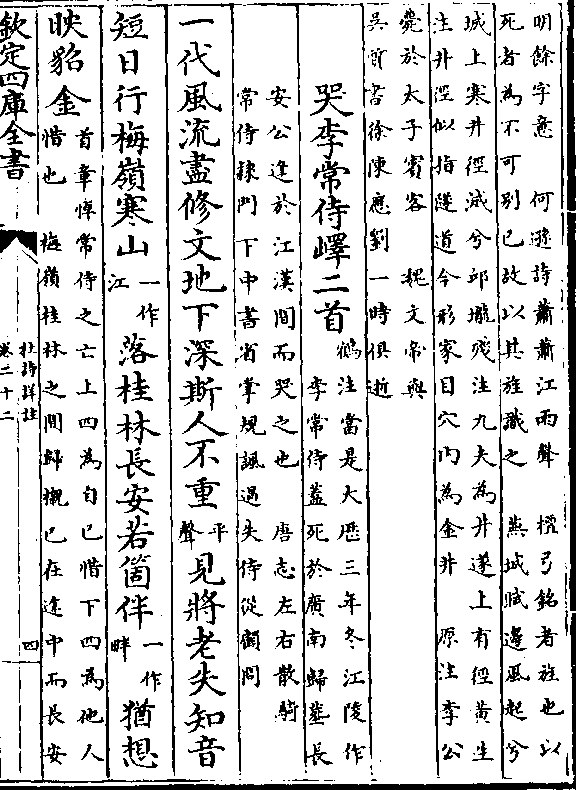 明餘字意　何遜詩蕭蕭江雨聲　檀弓銘者旌也以
死者為不可别已故以其旌識之　蕪城賦邊風起兮
城上寒井徑滅兮邱壠殘注九夫為井遂上有徑黄生
注井徑似指隧道今形家目穴内為金井　原注李公
薨於太子賓客　魏文帝與
吳質書徐陳應劉一時俱逝
哭李常侍嶧二首
鶴注當是大厯三年冬江陵作
李常侍蓋死於廣南歸葬長
安公逢於江漢間而哭之也　唐志左右散騎
常侍隸門下中書省掌規諷過失侍從顧問
一代風流盡修文地下深斯人不重平聲見將老失知音
短日行梅嶺寒山一作江落桂林長安若箇伴一作畔猶想
映貂金
首章悼常侍之亡上四為自己惜下四為他人
惜也　梅嶺桂林之間歸櫬已在途中而長安
欽定四庫全書
杜詩詳註
卷二十二
四